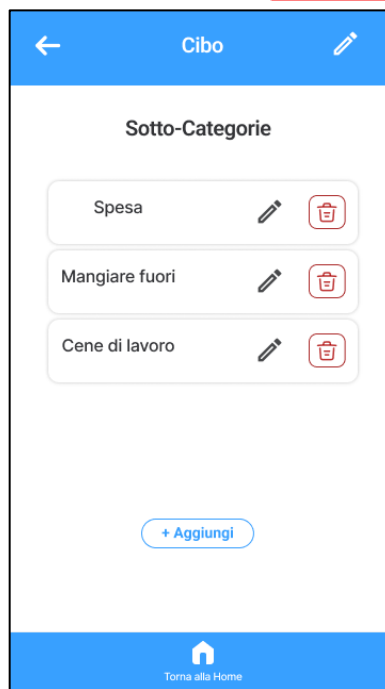 Cibo
Sotto-Categorie
Spesa
Mangiare fuori
Cene di lavoro
+ Aggiungi
Torna alla Home